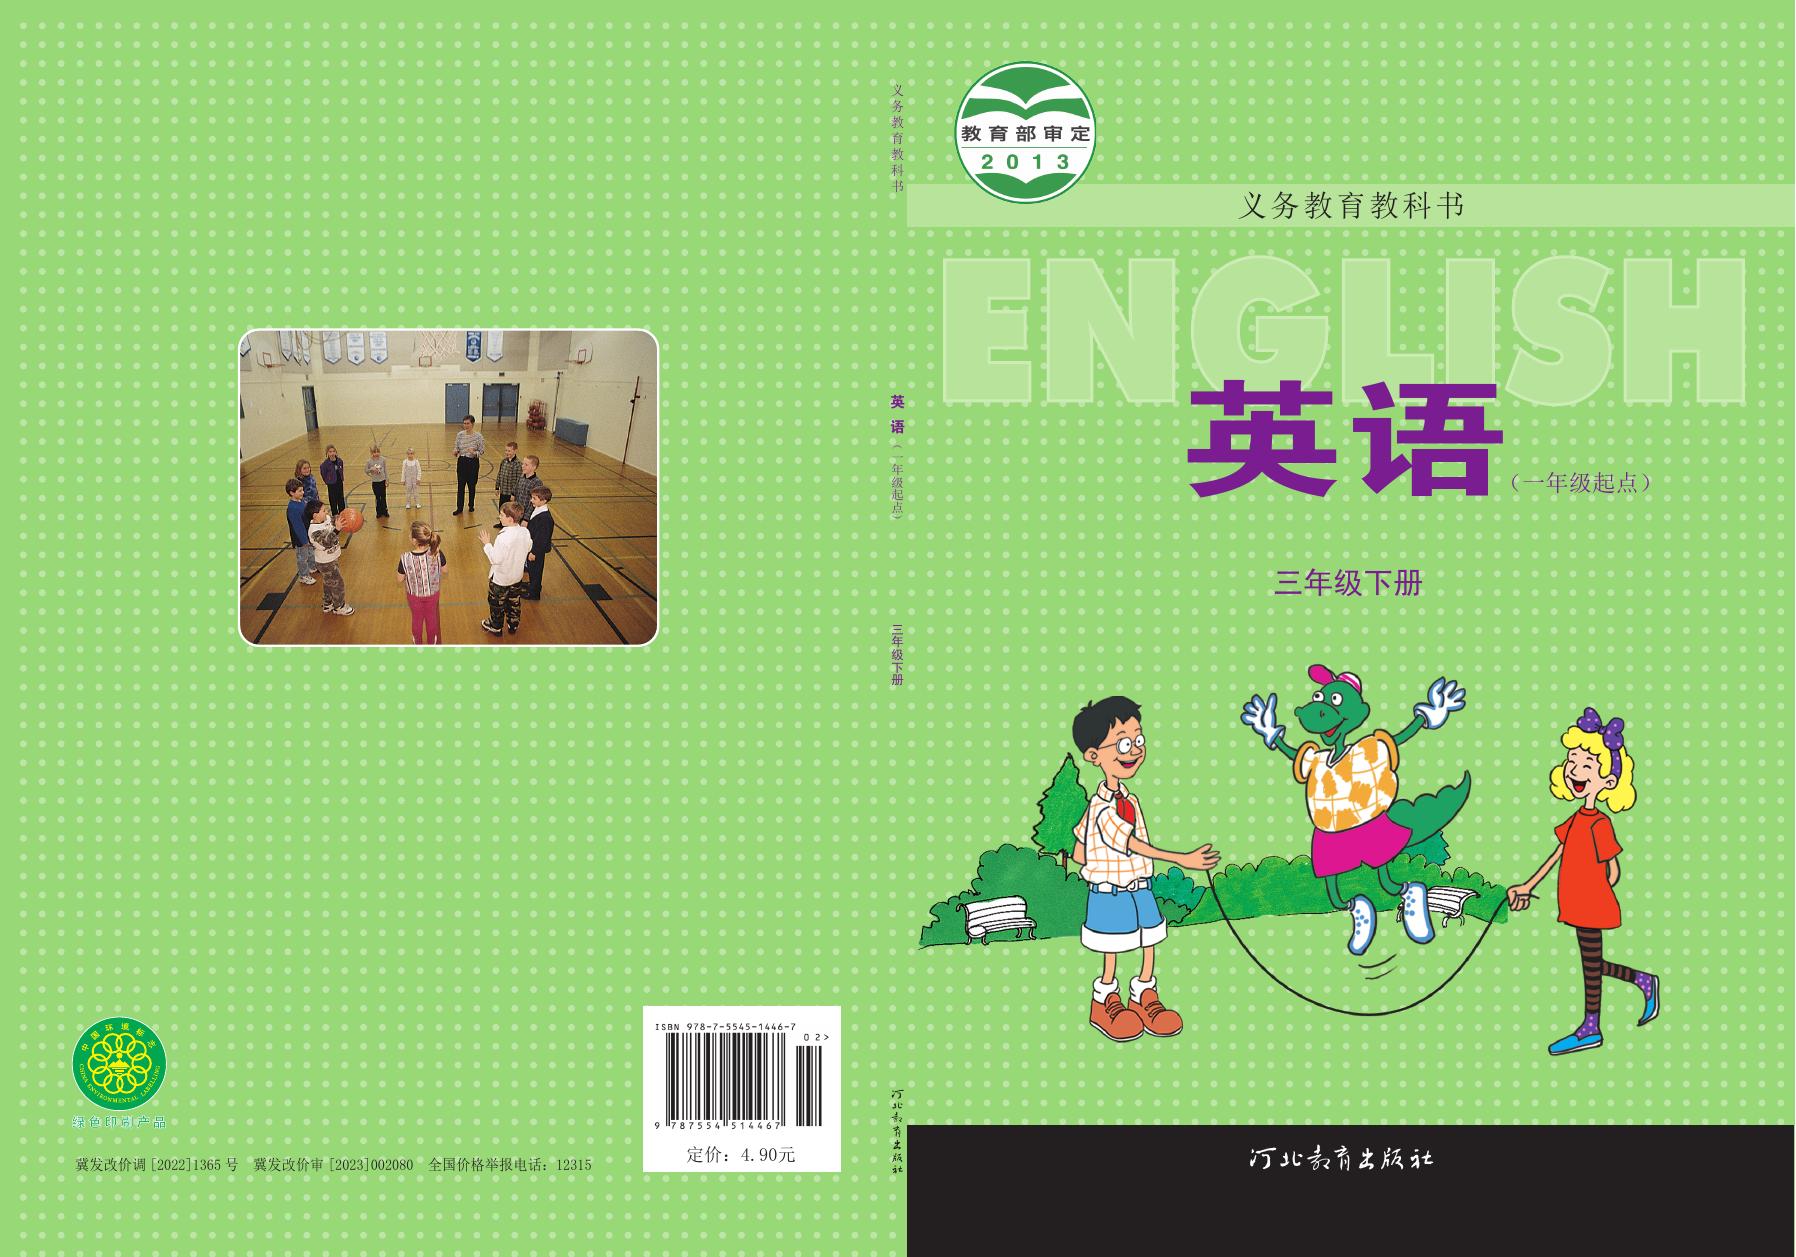 教育部审定
2013
义务教育教科书
ENGLISH
英语
（一年级起点）
三年级下册
河北教育出版社
义务教育教科书
英语（一年级起点）
三年级下册
河北教育出版社
中国环境标志
CHINA ENVIRONMENTAL LABELLING
绿色印刷产品
冀发改价调 [2022]1365 号 冀发改价审 [2023]002080 全国价格举报电话：12315
ISBN 978-7-5545-1446-7
02>
9 787554 514467
定价：4.90元